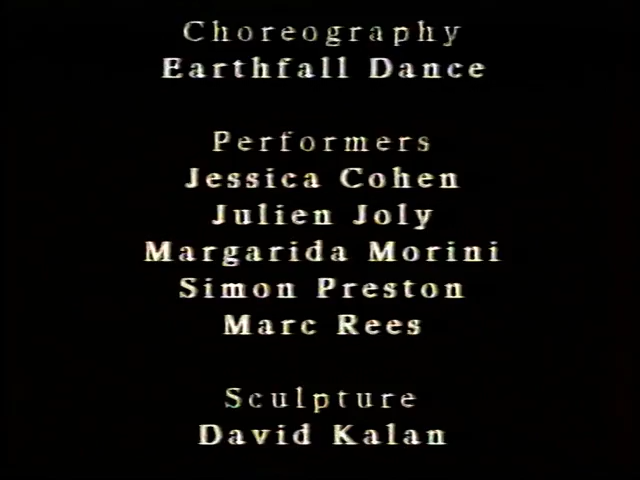 Choreography
Earthfall Dance
Performers
Jessica Cohen
Julien Joly
Margarida Morini
Simon Preston
Marc Rees
Sculpture
David Kalan